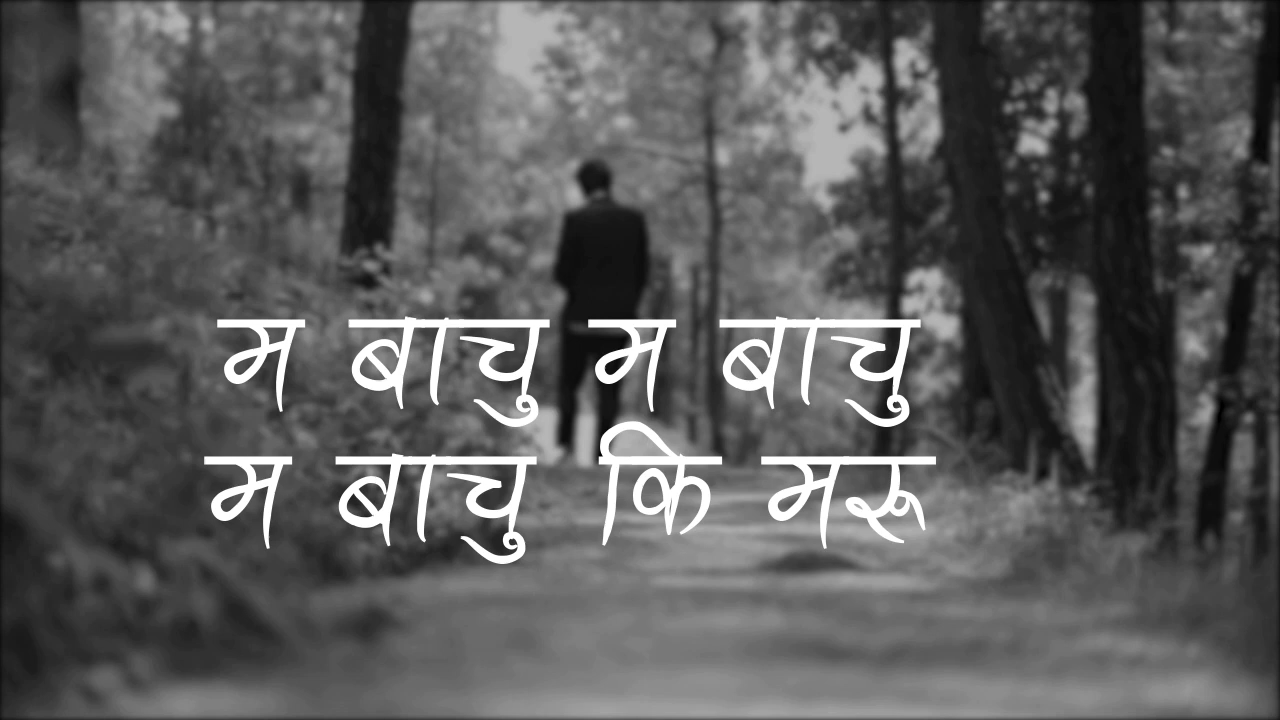 म बाचु म बाचु
म बाचु कि मरू